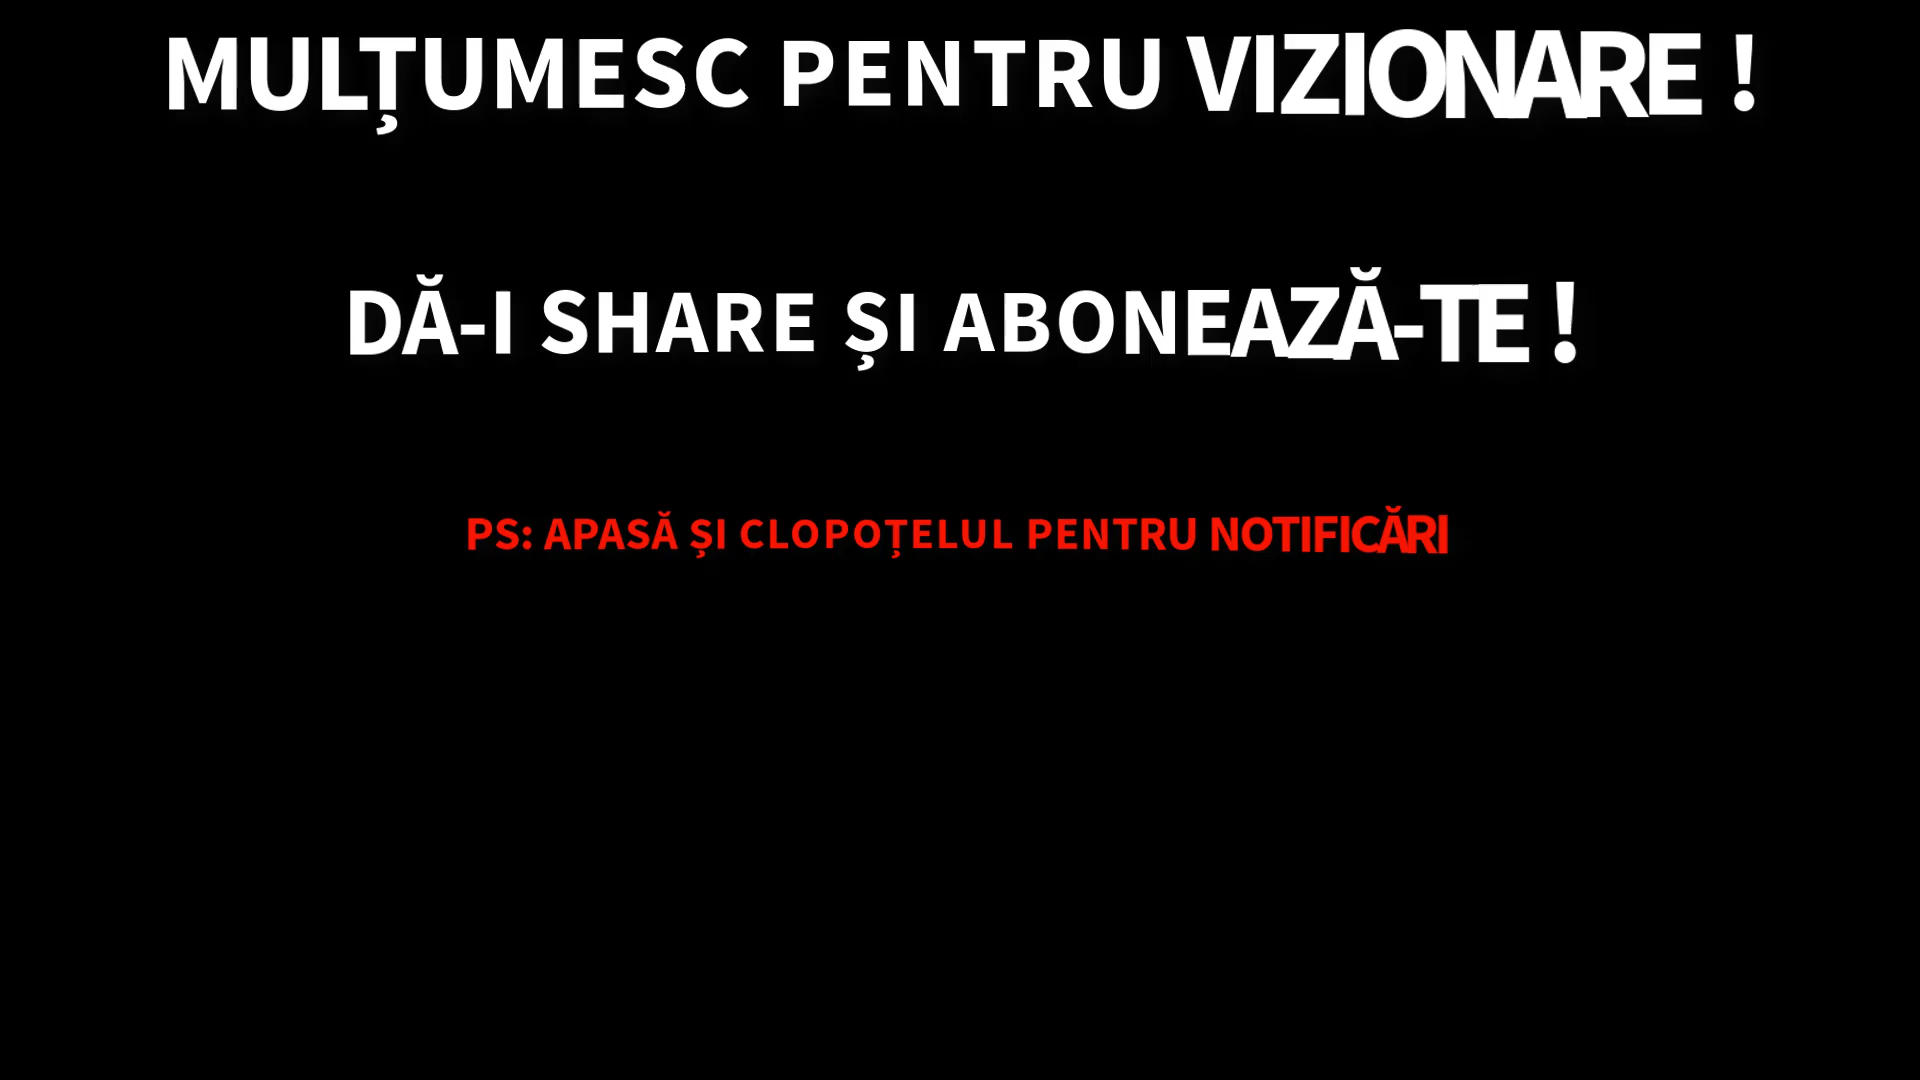 MULȚUMESC PENTRU VIZIONARE !
DĂ-I SHARE ȘI ABONEAZĂ-TE !
PS: APASĂ ȘI CLOPOȚELUL PENTRU NOTIFICĂRI